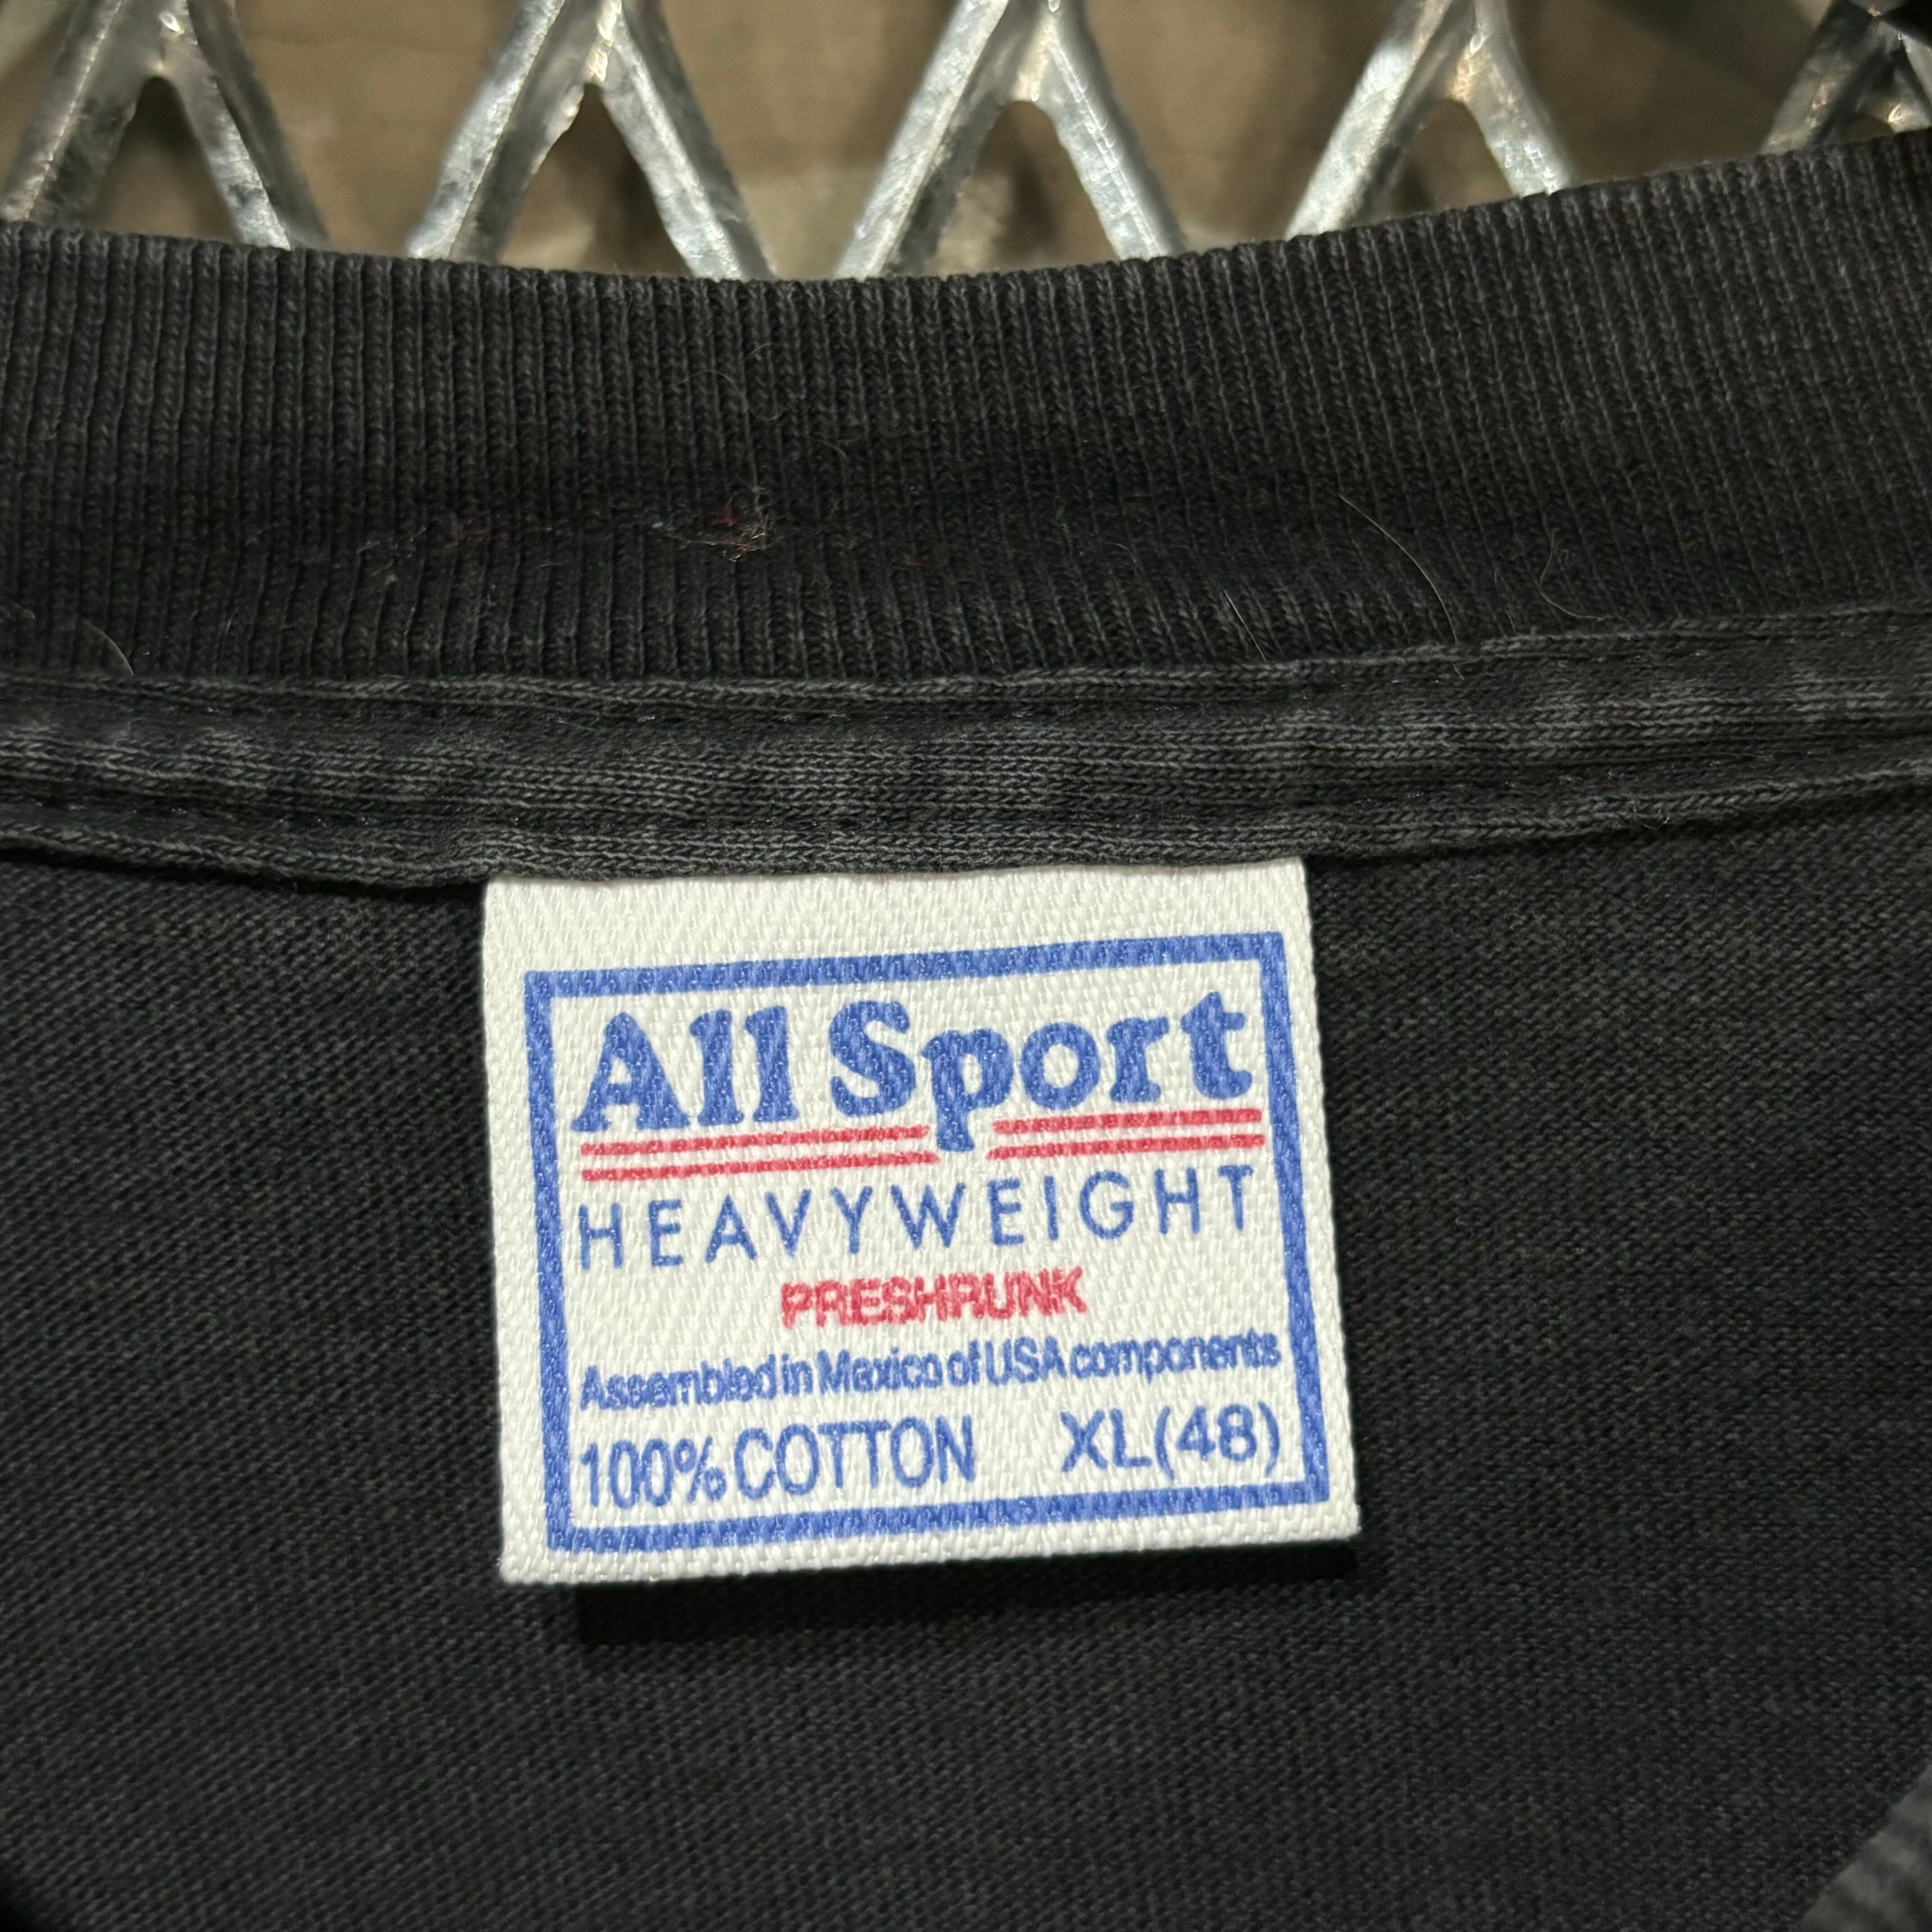 All Sport
HEAVYWEIGHT
PRESHRUNK
Assembled in Mexico of USA components
100% COTTON XL(48)